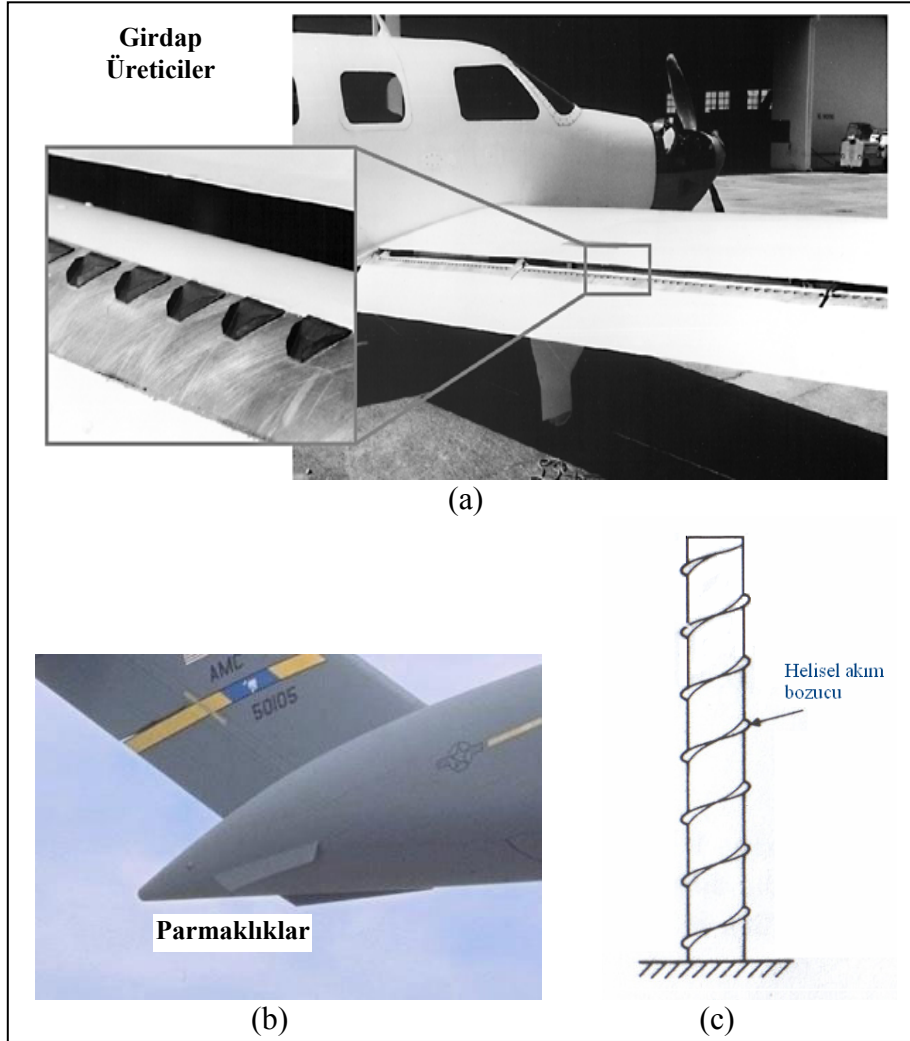 Girdap
Üreticiler
(a)
AMC
50105
Parmaklıklar
(b)
Helisel akım
bozucu
(c)